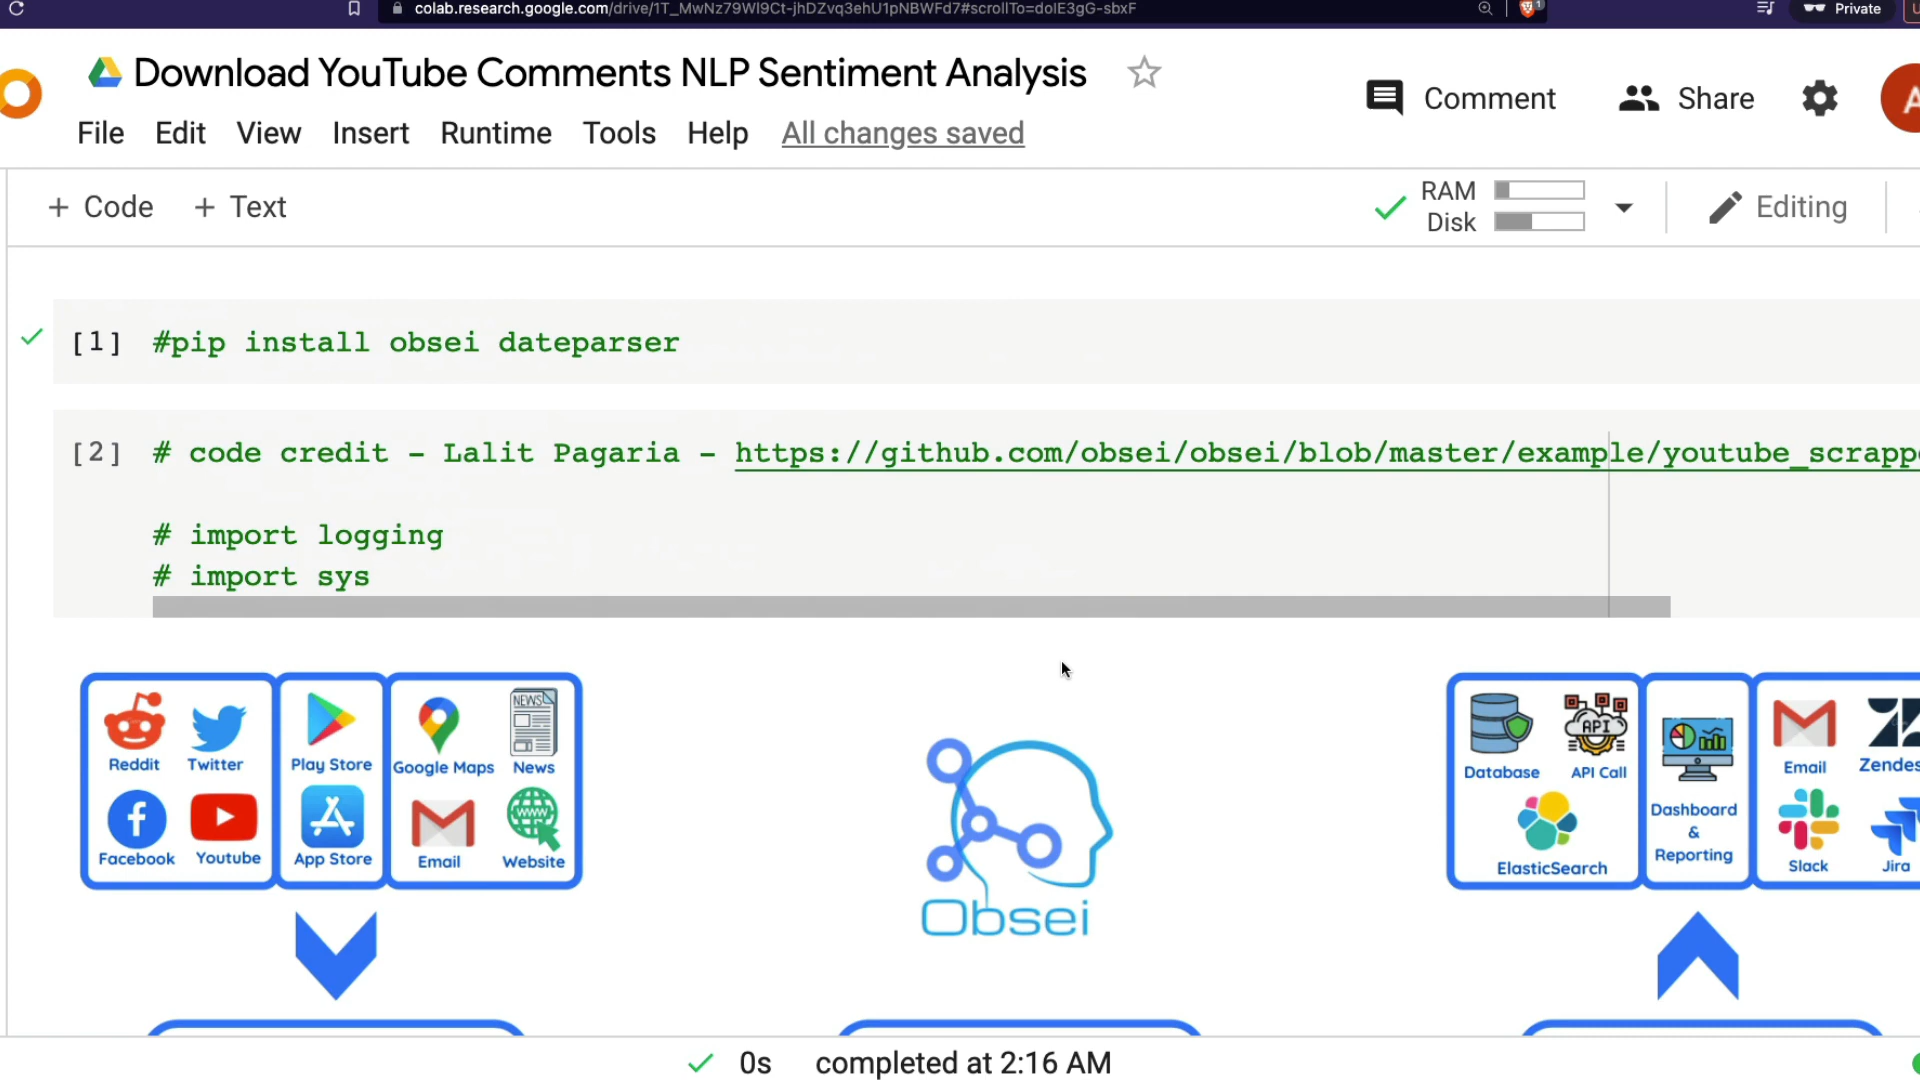 colab.research.google.com/drive/1T_MwNz79WI9Ct-jhDZvq3ehU1pNBWFd7#scrollTo=dolE3gG-sbxF
1
Private
Download YouTube Comments NLP Sentiment Analysis
Comment
Share
A
File Edit View Insert Runtime Tools Help All changes saved
+ Code + Text
RAM
Disk
Editing
[1] #pip install obsei dateparser
[2] # code credit - Lalit Pagaria - https://github.com/obsei/obsei/blob/master/example/youtube_scrapp
# import logging
# import sys
Reddit
Twitter
Facebook
Youtube
Play Store
App Store
Google Maps
NEWS
News
Email
Website
Obsei
Database
API
API Call
ElasticSearch
Dashboard
&
Reporting
Email
Zendes
Slack
Jira
0s completed at 2:16 AM